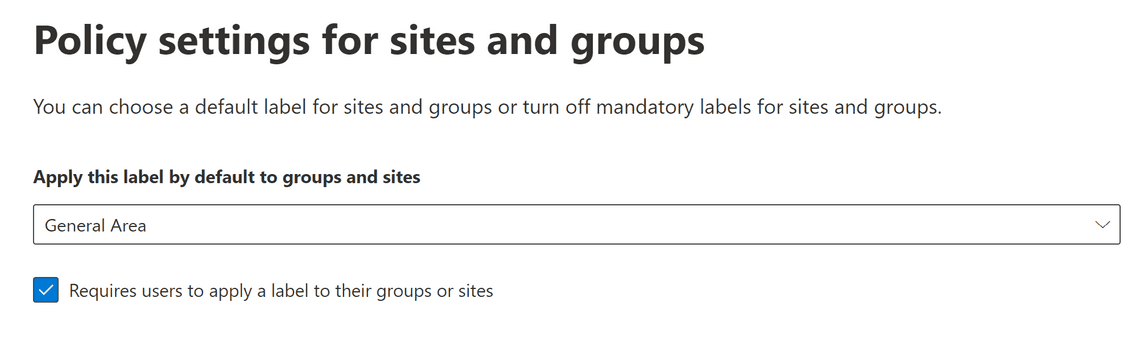 Policy settings for sites and groups
You can choose a default label for sites and groups or turn off mandatory labels for sites and groups.
Apply this label by default to groups and sites
General Area
Requires users to apply a label to their groups or sites